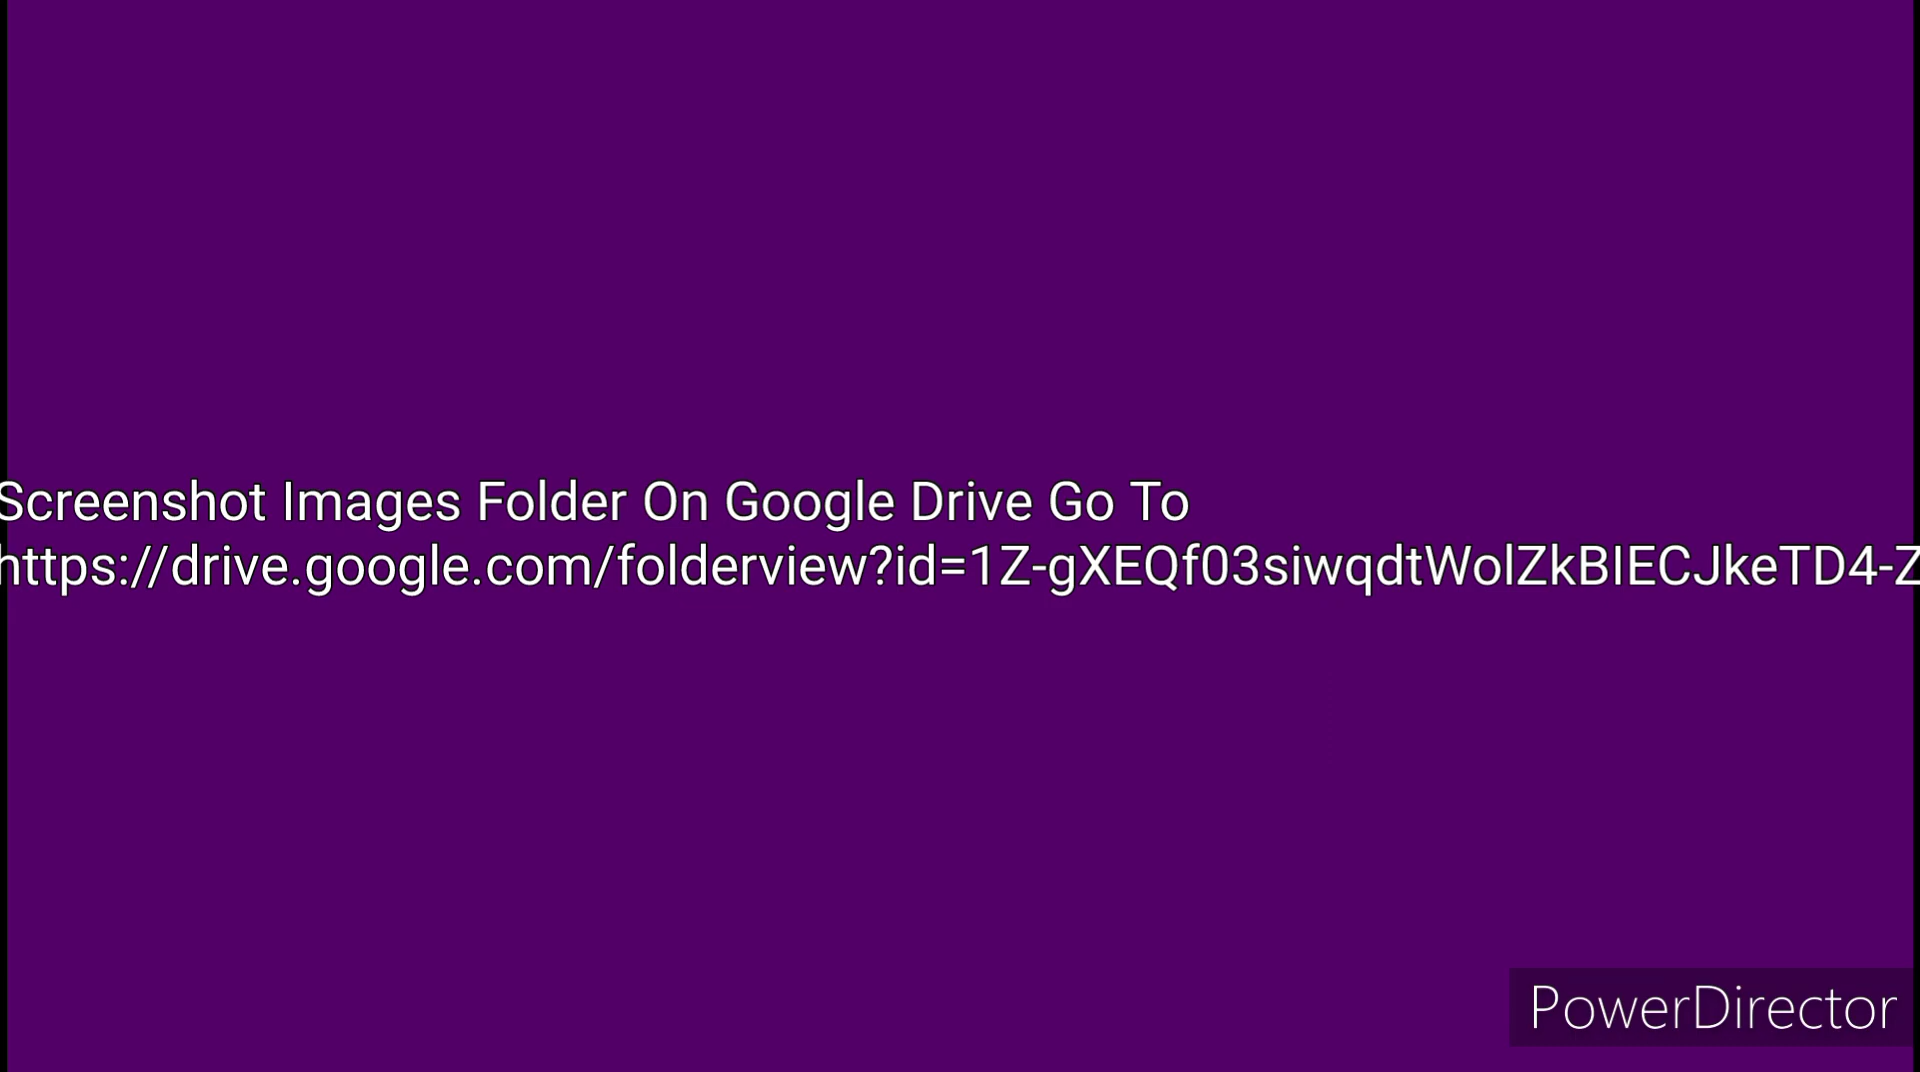 Screenshot Images Folder On Google Drive Go To
https://drive.google.com/folderview?id=1Z-gXEQf03siwqdtWolZkBIECJkeTD4-Z
PowerDirector